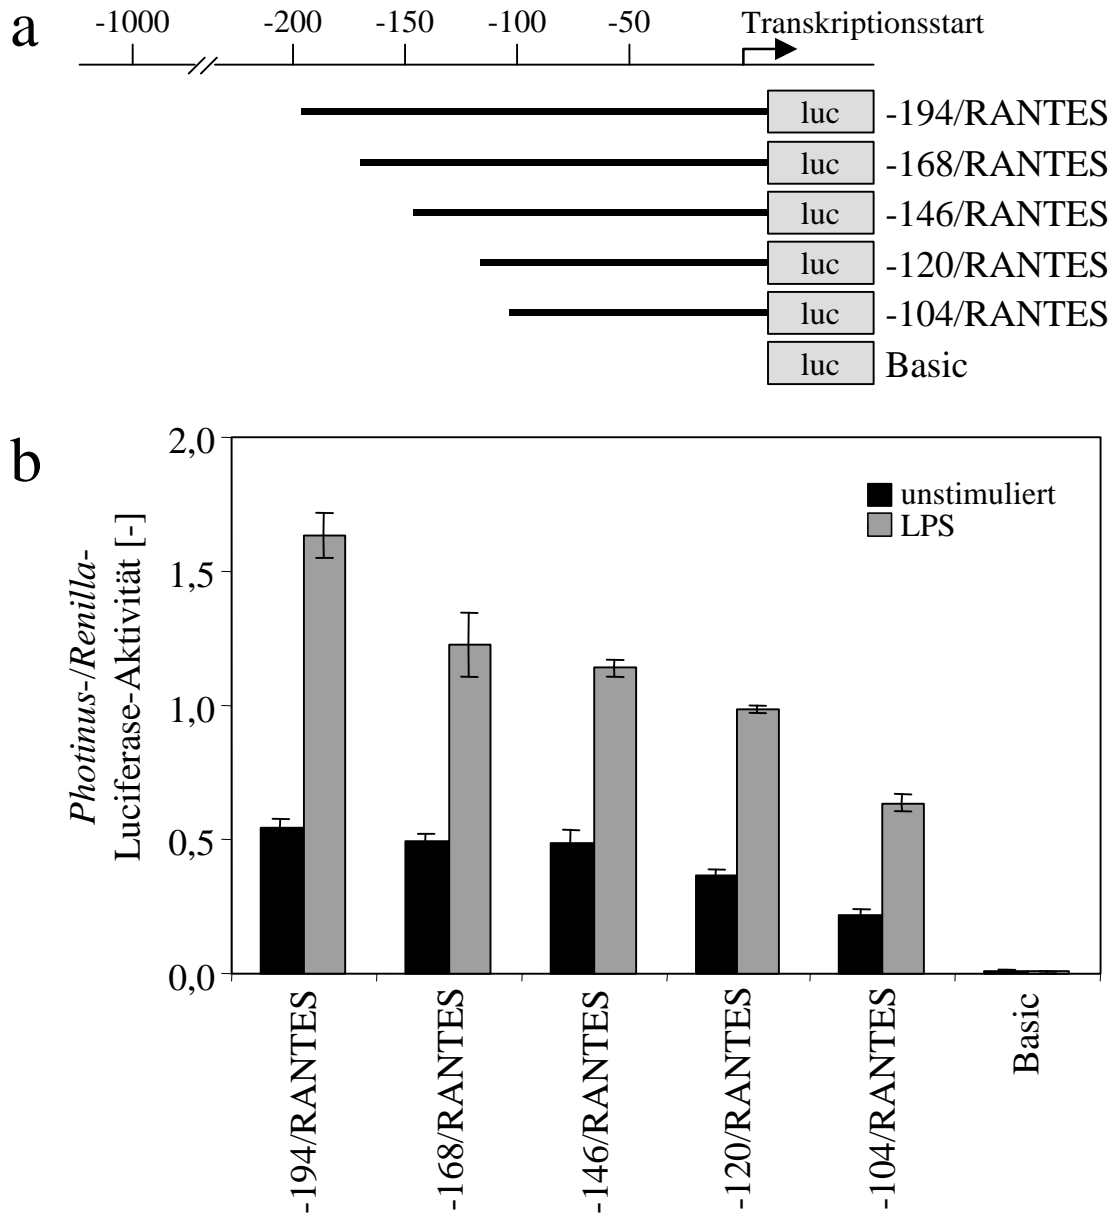 a
-1000 -200 -150 -100 -50 Transkriptionsstart
luc -194/RANTES
luc -168/RANTES
luc -146/RANTES
luc -120/RANTES
luc -104/RANTES
luc Basic
b
Photinus-/Renilla-
Luciferase-Aktivität [-]
2,0
1,5
1,0
0,5
0,0
unstimuliert
LPS
-194/RANTES
-168/RANTES
-146/RANTES
-120/RANTES
-104/RANTES
Basic